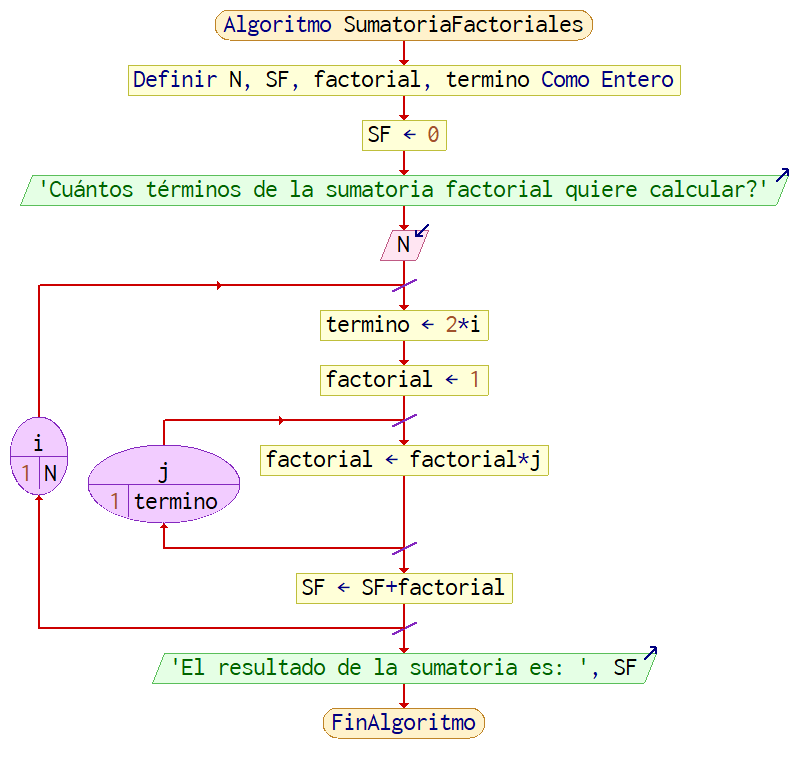 Algoritmo SumatoriaFactoriales
Definir N, SF, factorial, termino Como Entero
SF ← 0
'Cuántos términos de la sumatoria factorial quiere calcular?'
N
termino ← 2*i
factorial ← 1
i
1 N
j
1 termino
factorial ← factorial*j
SF ← SF+factorial
'El resultado de la sumatoria es: ', SF
FinAlgoritmo